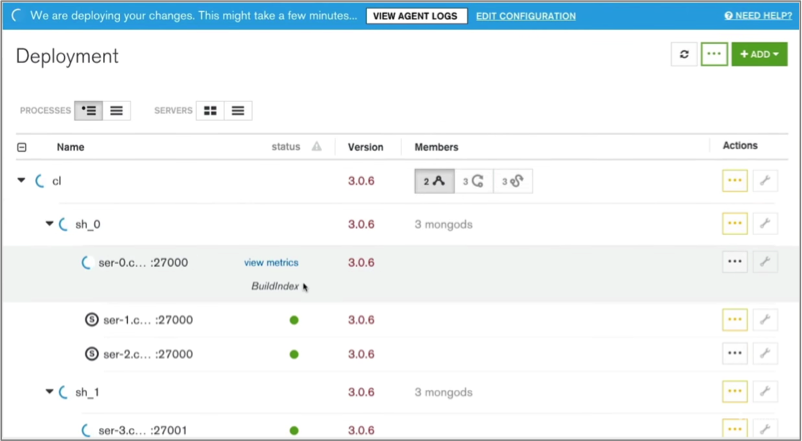 We are deploying your changes. This might take a few minutes... VIEW AGENT LOGS EDIT CONFIGURATION ? NEED HELP?
Deployment ... + ADD
PROCESSES SERVERS
Name status Version Members Actions
cl 3.0.6 2 3 3 ...
sh_0 3.0.6 3 mongods ...
ser-0.c... :27000 view metrics 3.0.6 ...
BuildIndex
S ser-1.c... :27000 3.0.6 ...
S ser-2.c... :27000 3.0.6 ...
sh_1 3.0.6 3 mongods ...
ser-3.c... :27001 3.0.6 ...